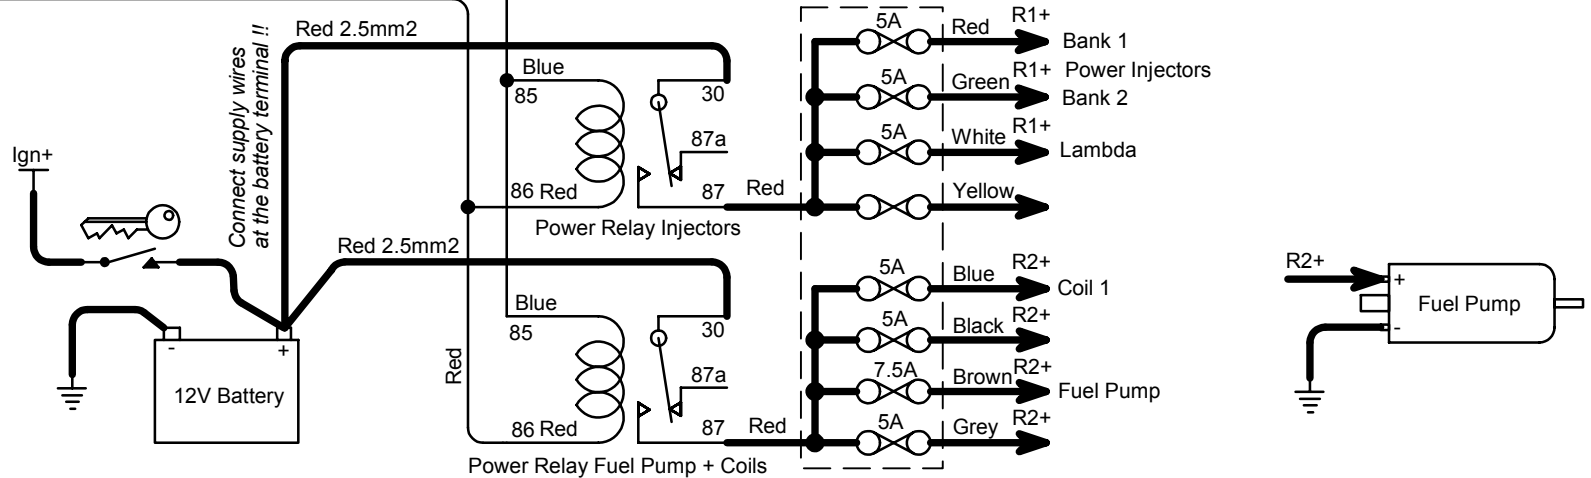 Ign+
Connect supply wires
at the battery terminal !!
- +
12V Battery
Red 2.5mm2
Blue
85
30
87a
86 Red
87
Red
Power Relay Injectors
Red 2.5mm2
Blue
85
30
87a
Red
86 Red
87
Red
Power Relay Fuel Pump + Coils
5A Red R1+ Bank 1
Power Injectors
5A Green R1+ Bank 2
5A White R1+ Lambda
Yellow
5A Blue R2+ Coil 1
5A Black R2+
7.5A Brown R2+ Fuel Pump
5A Grey R2+
R2+
+
Fuel Pump
-